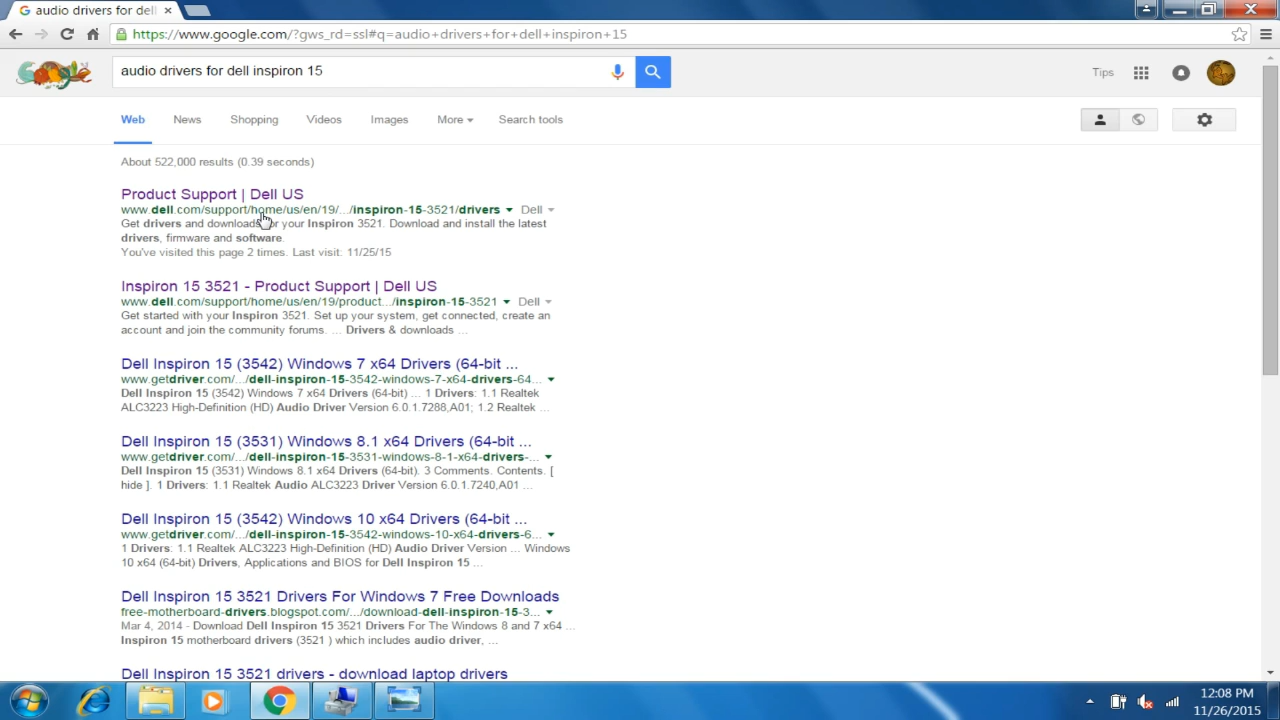 audio drivers for dell
https://www.google.com/?gws_rd=ssl#q=audio+drivers+for+dell+inspiron+15
audio drivers for dell inspiron 15
Tips
Web News Shopping Videos Images More Search tools
About 522,000 results (0.39 seconds)
Product Support | Dell US
www.dell.com/support/home/us/en/19/.../inspiron-15-3521/drivers Dell
Get drivers and downloads for your Inspiron 3521. Download and install the latest
drivers, firmware and software.
You've visited this page 2 times. Last visit: 11/25/15
Inspiron 15 3521 - Product Support | Dell US
www.dell.com/support/home/us/en/19/product.../inspiron-15-3521 Dell
Get started with your Inspiron 3521. Set up your system, get connected, create an
account and join the community forums. ... Drivers & downloads ...
Dell Inspiron 15 (3542) Windows 7 x64 Drivers (64-bit ...
www.getdriver.com/.../dell-inspiron-15-3542-windows-7-x64-drivers-64...
Dell Inspiron 15 (3542) Windows 7 x64 Drivers (64-bit) ... 1 Drivers: 1.1 Realtek
ALC3223 High-Definition (HD) Audio Driver Version 6.0.1.7288,A01; 1.2 Realtek ...
Dell Inspiron 15 (3531) Windows 8.1 x64 Drivers (64-bit ...
www.getdriver.com/.../dell-inspiron-15-3531-windows-8-1-x64-drivers-...
Dell Inspiron 15 (3531) Windows 8.1 x64 Drivers (64-bit). 3 Comments. Contents. [
hide ]. 1 Drivers: 1.1 Realtek Audio ALC3223 Driver Version 6.0.1.7240,A01 ...
Dell Inspiron 15 (3542) Windows 10 x64 Drivers (64-bit ...
www.getdriver.com/.../dell-inspiron-15-3542-windows-10-x64-drivers-6...
1 Drivers: 1.1 Realtek ALC3223 High-Definition (HD) Audio Driver Version ... Windows
10 x64 (64-bit) Drivers, Applications and BIOS for Dell Inspiron 15 ...
Dell Inspiron 15 3521 Drivers For Windows 7 Free Downloads
free-motherboard-drivers.blogspot.com/.../download-dell-inspiron-15-3...
Mar 4, 2014 - Download Dell Inspiron 15 3521 Drivers For The Windows 8 and 7 x64 ...
Inspiron 15 motherboard drivers (3521 ) which includes audio driver, ...
Dell Inspiron 15 3521 drivers - download laptop drivers
12:08 PM
11/26/2015